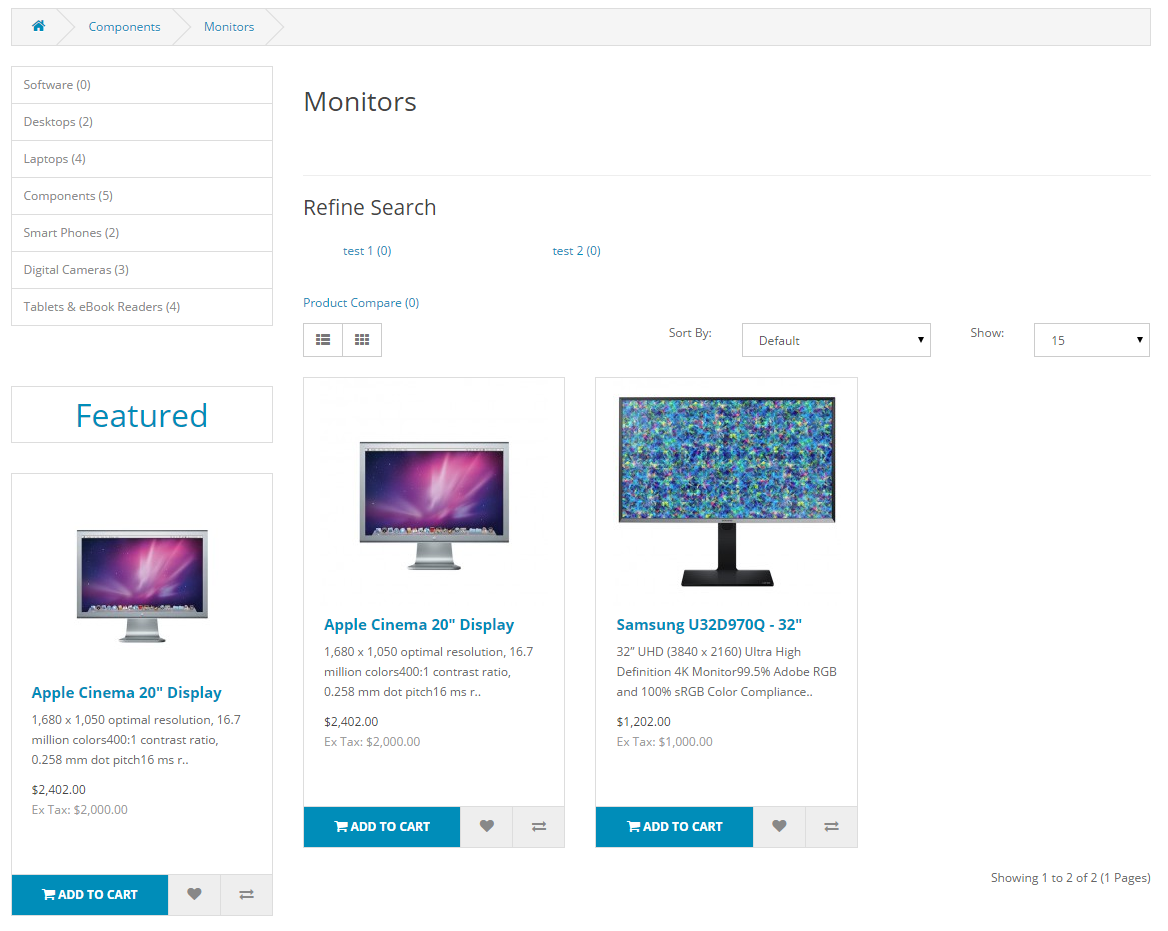 Components
Monitors
Software (0)
Desktops (2)
Laptops (4)
Components (5)
Smart Phones (2)
Digital Cameras (3)
Tablets & eBook Readers (4)
Featured
Apple Cinema 20" Display
1,680 x 1,050 optimal resolution, 16.7
million colors400:1 contrast ratio,
0.258 mm dot pitch16 ms r..
$2,402.00
Ex Tax: $2,000.00
ADD TO CART
Monitors
Refine Search
test 1 (0)
test 2 (0)
Product Compare (0)
Sort By:
Default
Show:
15
Apple Cinema 20" Display
1,680 x 1,050 optimal resolution, 16.7
million colors400:1 contrast ratio,
0.258 mm dot pitch16 ms r..
$2,402.00
Ex Tax: $2,000.00
ADD TO CART
Samsung U32D970Q - 32"
32” UHD (3840 x 2160) Ultra High
Definition 4K Monitor99.5% Adobe RGB
and 100% sRGB Color Compliance..
$1,202.00
Ex Tax: $1,000.00
ADD TO CART
Showing 1 to 2 of 2 (1 Pages)